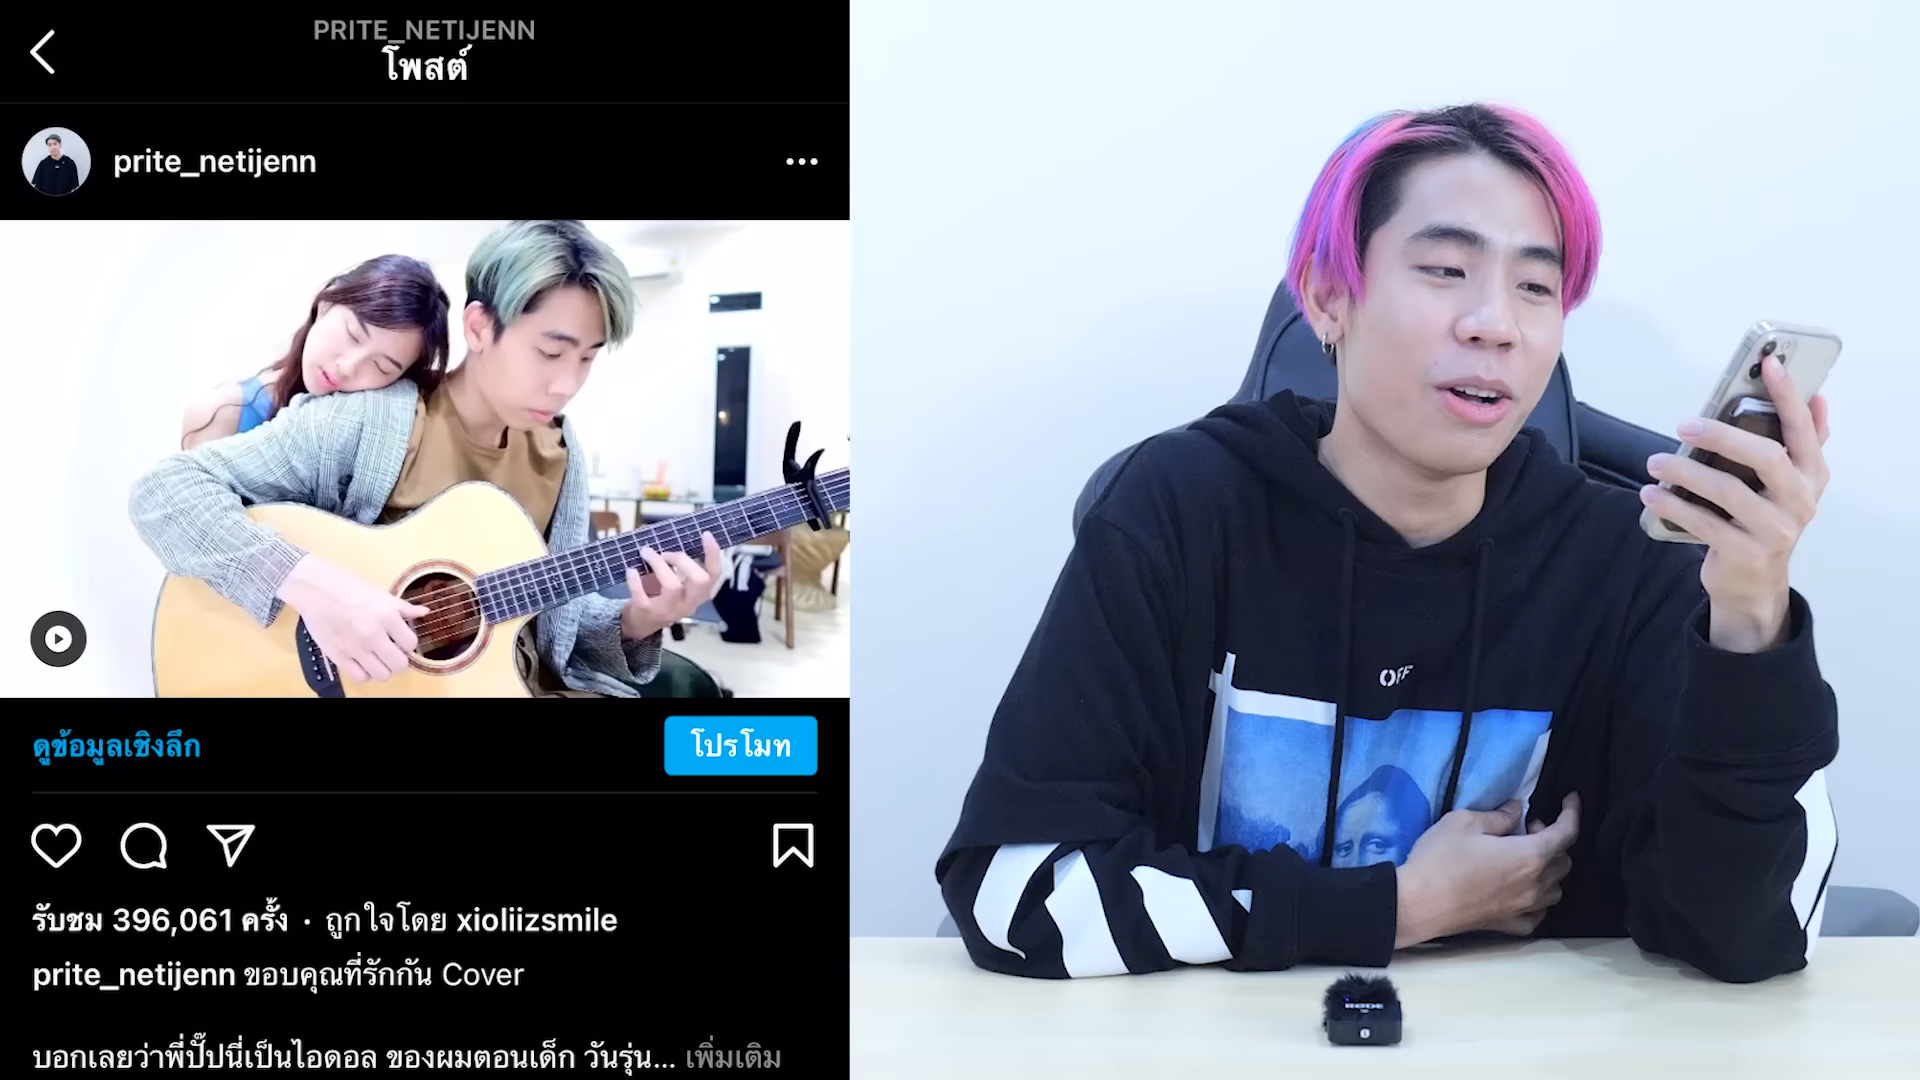 PRITE_NETIJENN
โพสต์
prite_netijenn
ดูข้อมูลเชิงลึก
โปรโมท
รับชม 396,061 ครั้ง · ถูกใจโดย xioliizsmile
prite_netijenn ขอบคุณที่รักกัน Cover
บอกเลยว่าพี่ปั๊ปนี่เป็นไอดอล ของผมตอนเด็ก วันรุ่น... เพิ่มเติม
OFF
RØDE